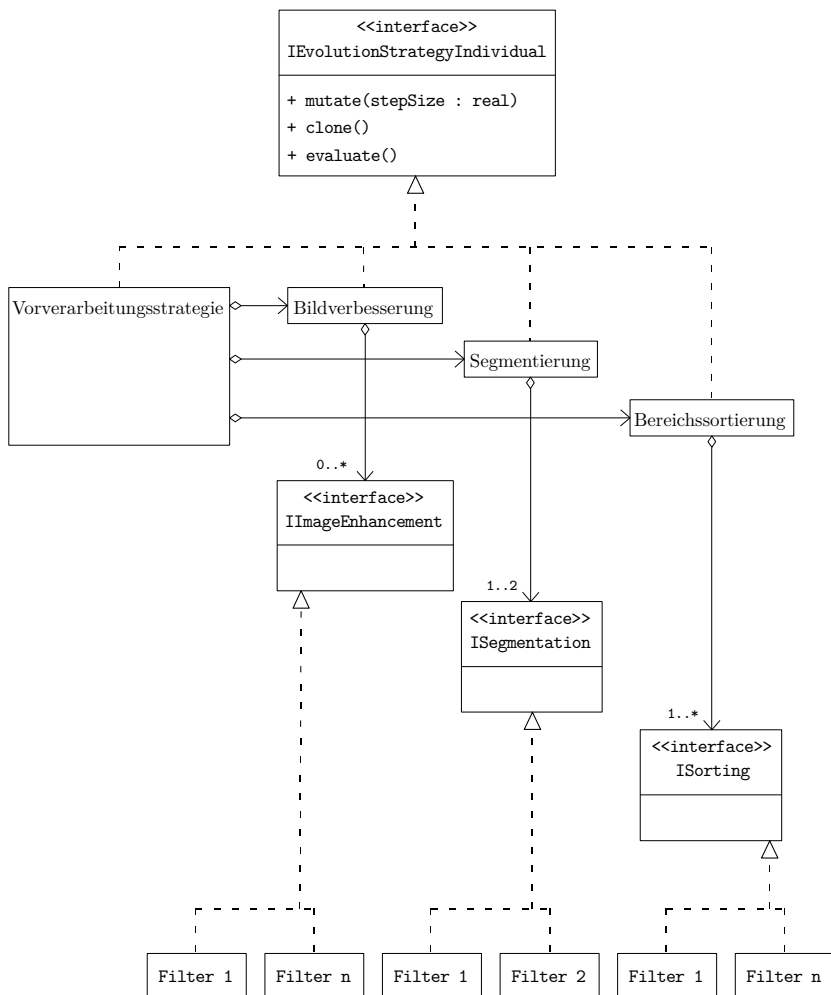 <<interface>>
IEvolutionStrategyIndividual
+ mutate(stepSize : real)
+ clone()
+ evaluate()
Vorverarbeitungsstrategie
Bildverbesserung
Segmentierung
Bereichssortierung
0..*
<<interface>>
IImageEnhancement
1..2
<<interface>>
ISegmentation
1..*
<<interface>>
ISorting
Filter 1
Filter n
Filter 1
Filter 2
Filter 1
Filter n